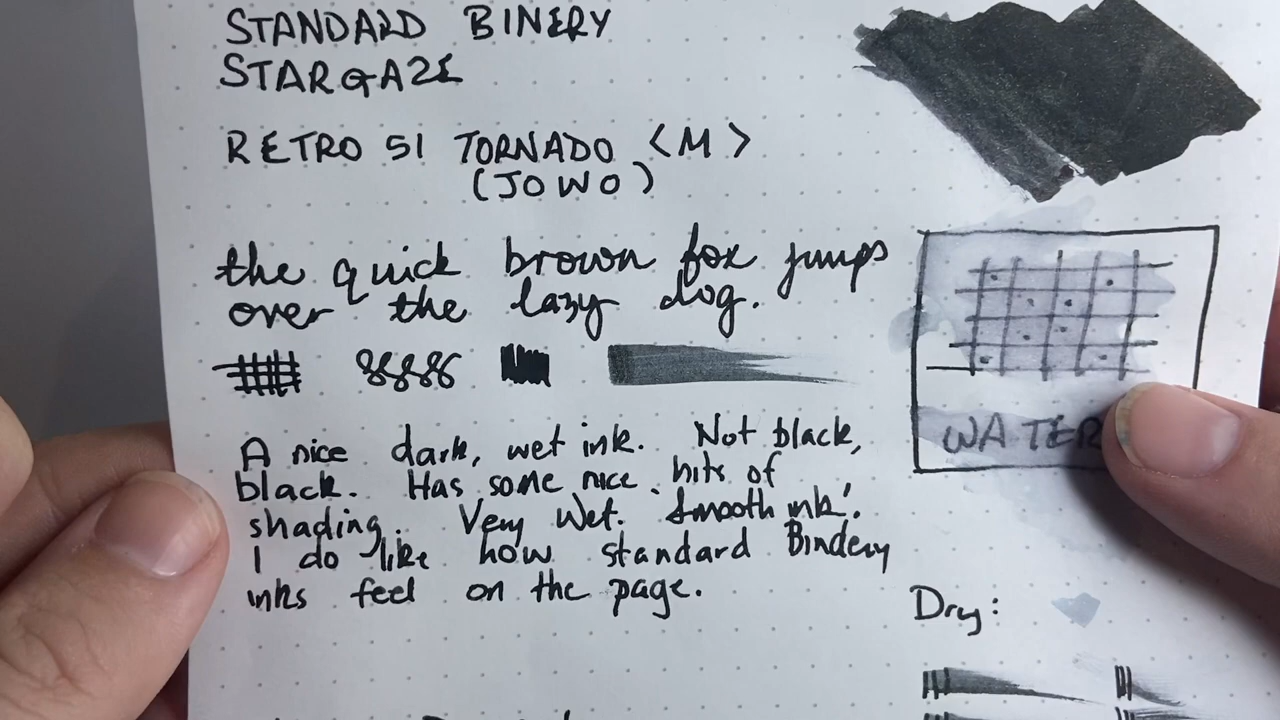 STANDARD BINERY
STARGAZE
RETRO 51 TORNADO <M>
(JOWO)
the quick brown fox jumps
over the lazy dog.
A nice dark, wet ink. Not black,
black. Has some nice hits of
shading. Very Wet. Smooth ink!
I do like how standard Bindery
inks feel on the page.
WATER
Dry: